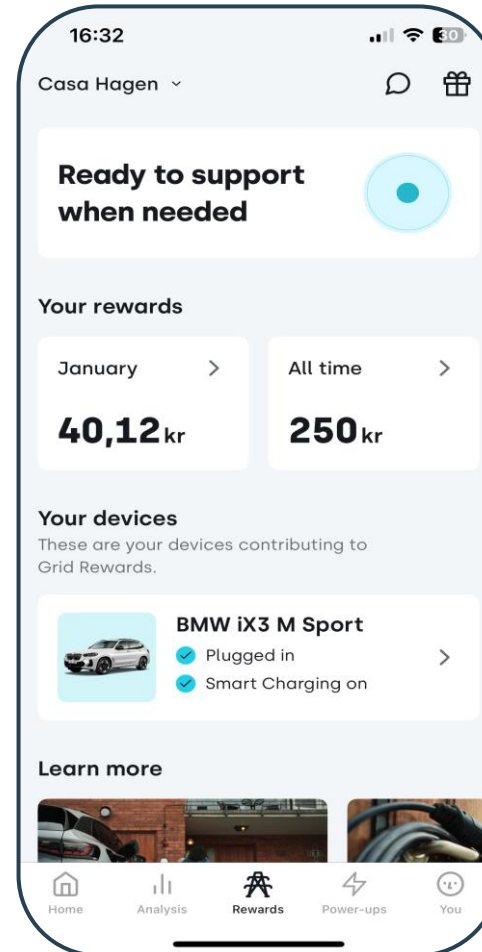 16:32
30
Casa Hagen
Ready to support
when needed
Your rewards
January
40,12 kr
All time
250 kr
Your devices
These are your devices contributing to
Grid Rewards.
BMW iX3 M Sport
Plugged in
Smart Charging on
Learn more
Home
Analysis
Rewards
Power-ups
You